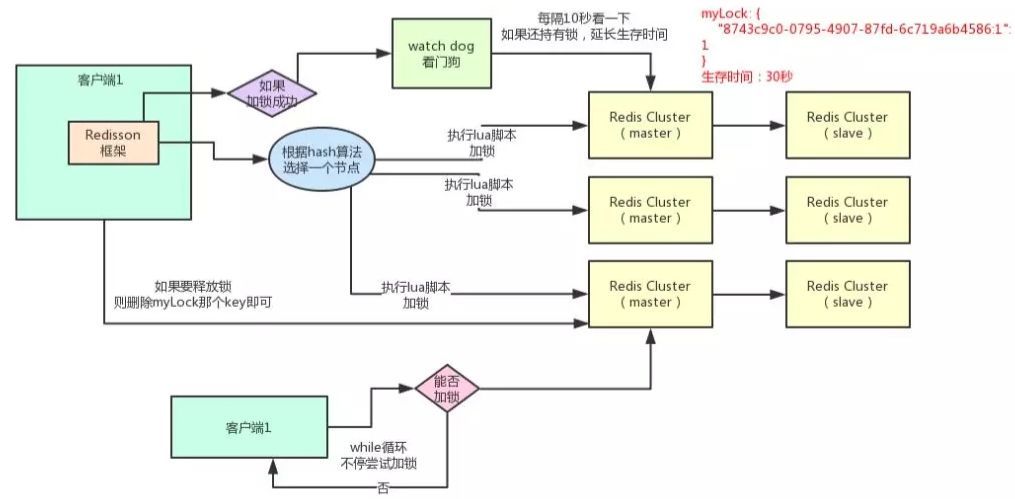 每隔10秒看一下
如果还持有锁，延长生存时间
myLock: {
"8743c9c0-0795-4907-87fd-6c719a6b4586:1":
1
}
生存时间：30秒
watch dog
看门狗
客户端1
如果
加锁成功
Redisson
框架
根据hash算法
选择一个节点
执行lua脚本
加锁
Redis Cluster
（master）
Redis Cluster
（slave）
执行lua脚本
加锁
Redis Cluster
（master）
Redis Cluster
（slave）
如果要释放锁
则删除myLock那个key即可
执行lua脚本
加锁
Redis Cluster
（master）
Redis Cluster
（slave）
能否
加锁
客户端1
while循环
不停尝试加锁
否